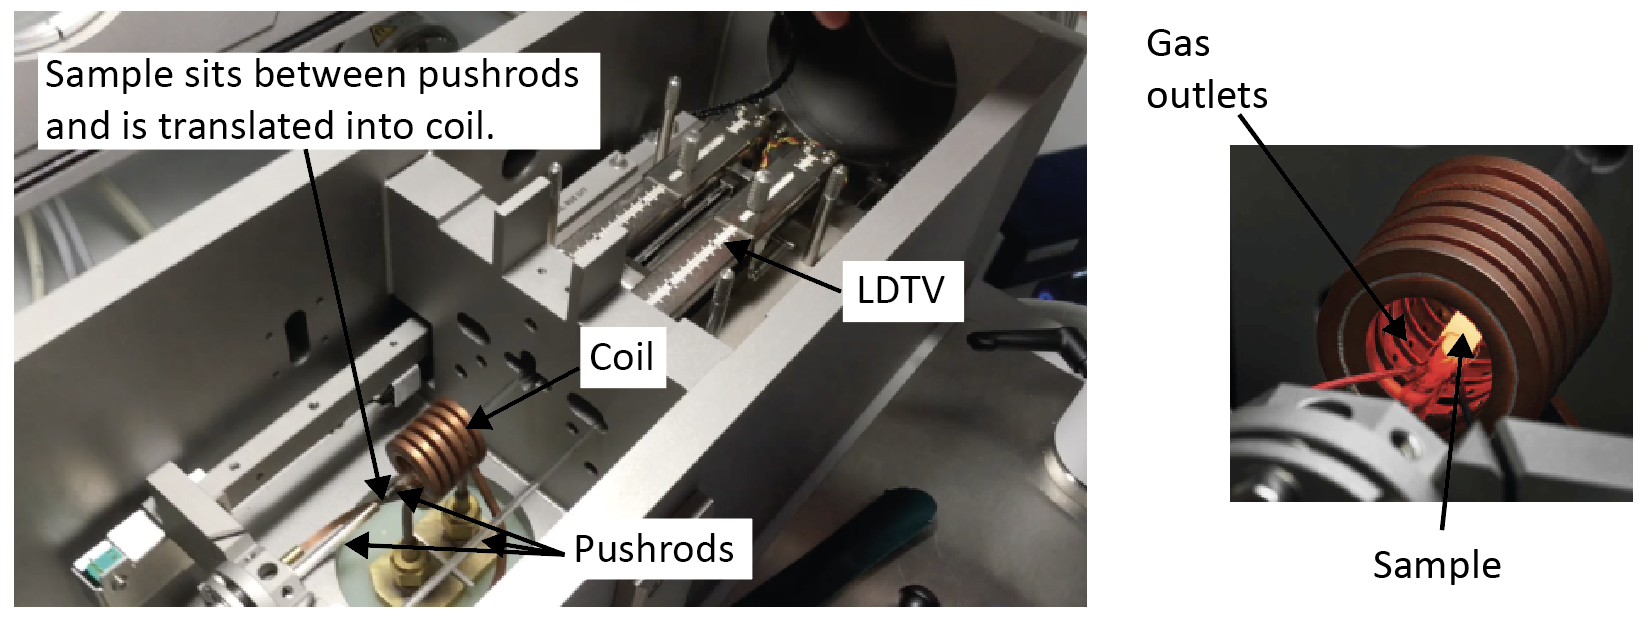 Sample sits between pushrods
and is translated into coil.
LDTV
Coil
Pushrods
Gas
outlets
Sample